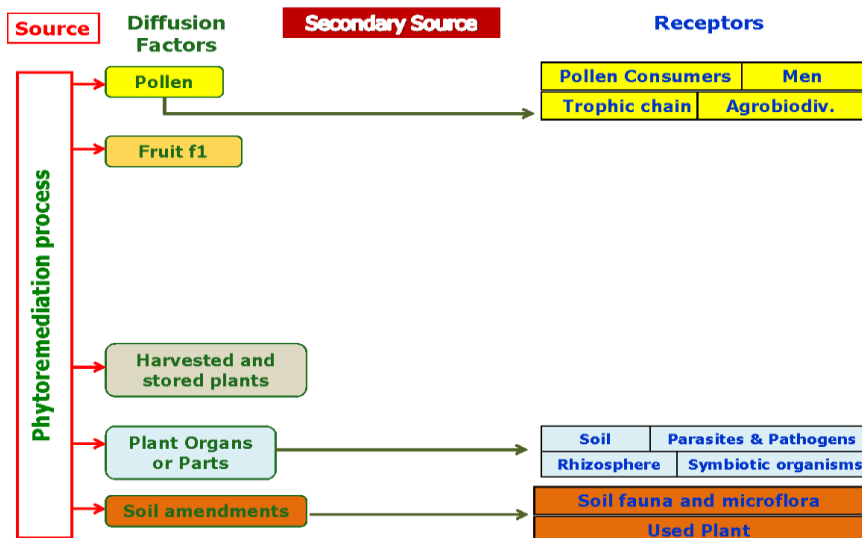 Source
Diffusion
Factors
Secondary Source
Receptors
Phytoremediation process
Pollen
Pollen Consumers
Men
Trophic chain
Agrobiodiv.
Fruit f1
Harvested and
stored plants
Plant Organs
or Parts
Soil
Parasites & Pathogens
Rhizosphere
Symbiotic organisms
Soil amendments
Soil fauna and microflora
Used Plant